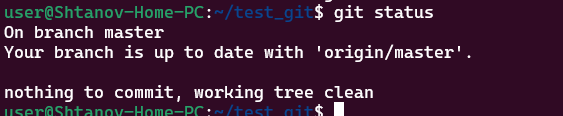 user@Shtanov-Home-PC:~/test_git$ git status
On branch master
Your branch is up to date with 'origin/master'.
nothing to commit, working tree clean
user@Shtanov-Home-PC:~/test_git$